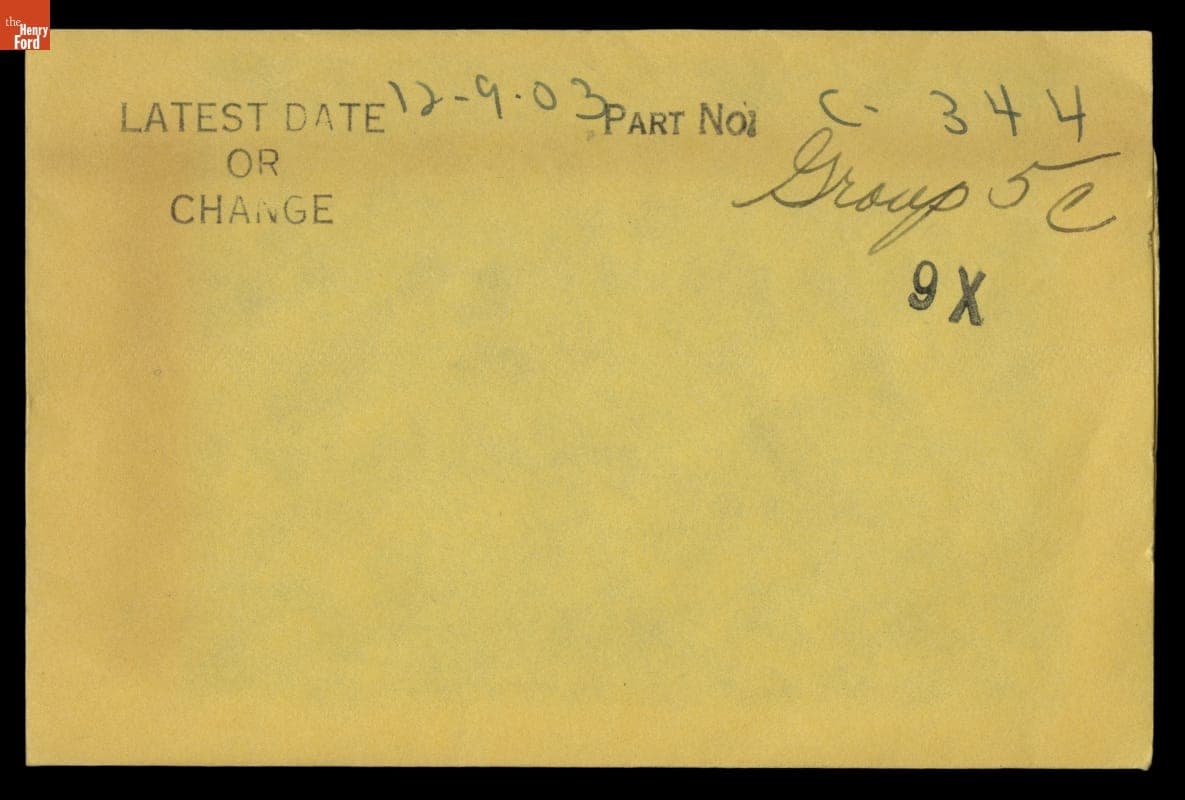 the
Henry
Ford
LATEST DATE 12-9-03 PART NO. C-344
OR
CHANGE
Group 5C
9X